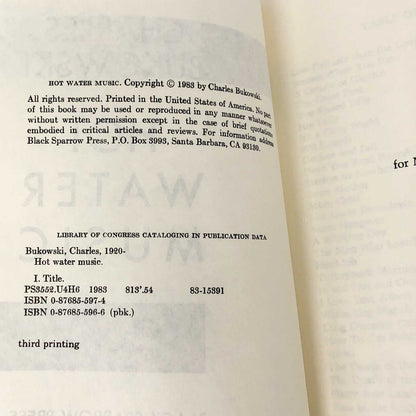 HOT WATER MUSIC. Copyright © 1983 by Charles Bukowski.
All rights reserved. Printed in the United States of America. No part
of this book may be used or reproduced in any manner whatsoever
without written permission except in the case of brief quotations
embodied in critical articles and reviews. For information address
Black Sparrow Press, P.O. Box 3993, Santa Barbara, CA 93130.
LIBRARY OF CONGRESS CATALOGING IN PUBLICATION DATA
Bukowski, Charles, 1920-
Hot water music.
I. Title.
PS3552.U4H6 1983 813'.54 83-15391
ISBN 0-87685-597-4
ISBN 0-87685-596-6 (pbk.)
third printing
for